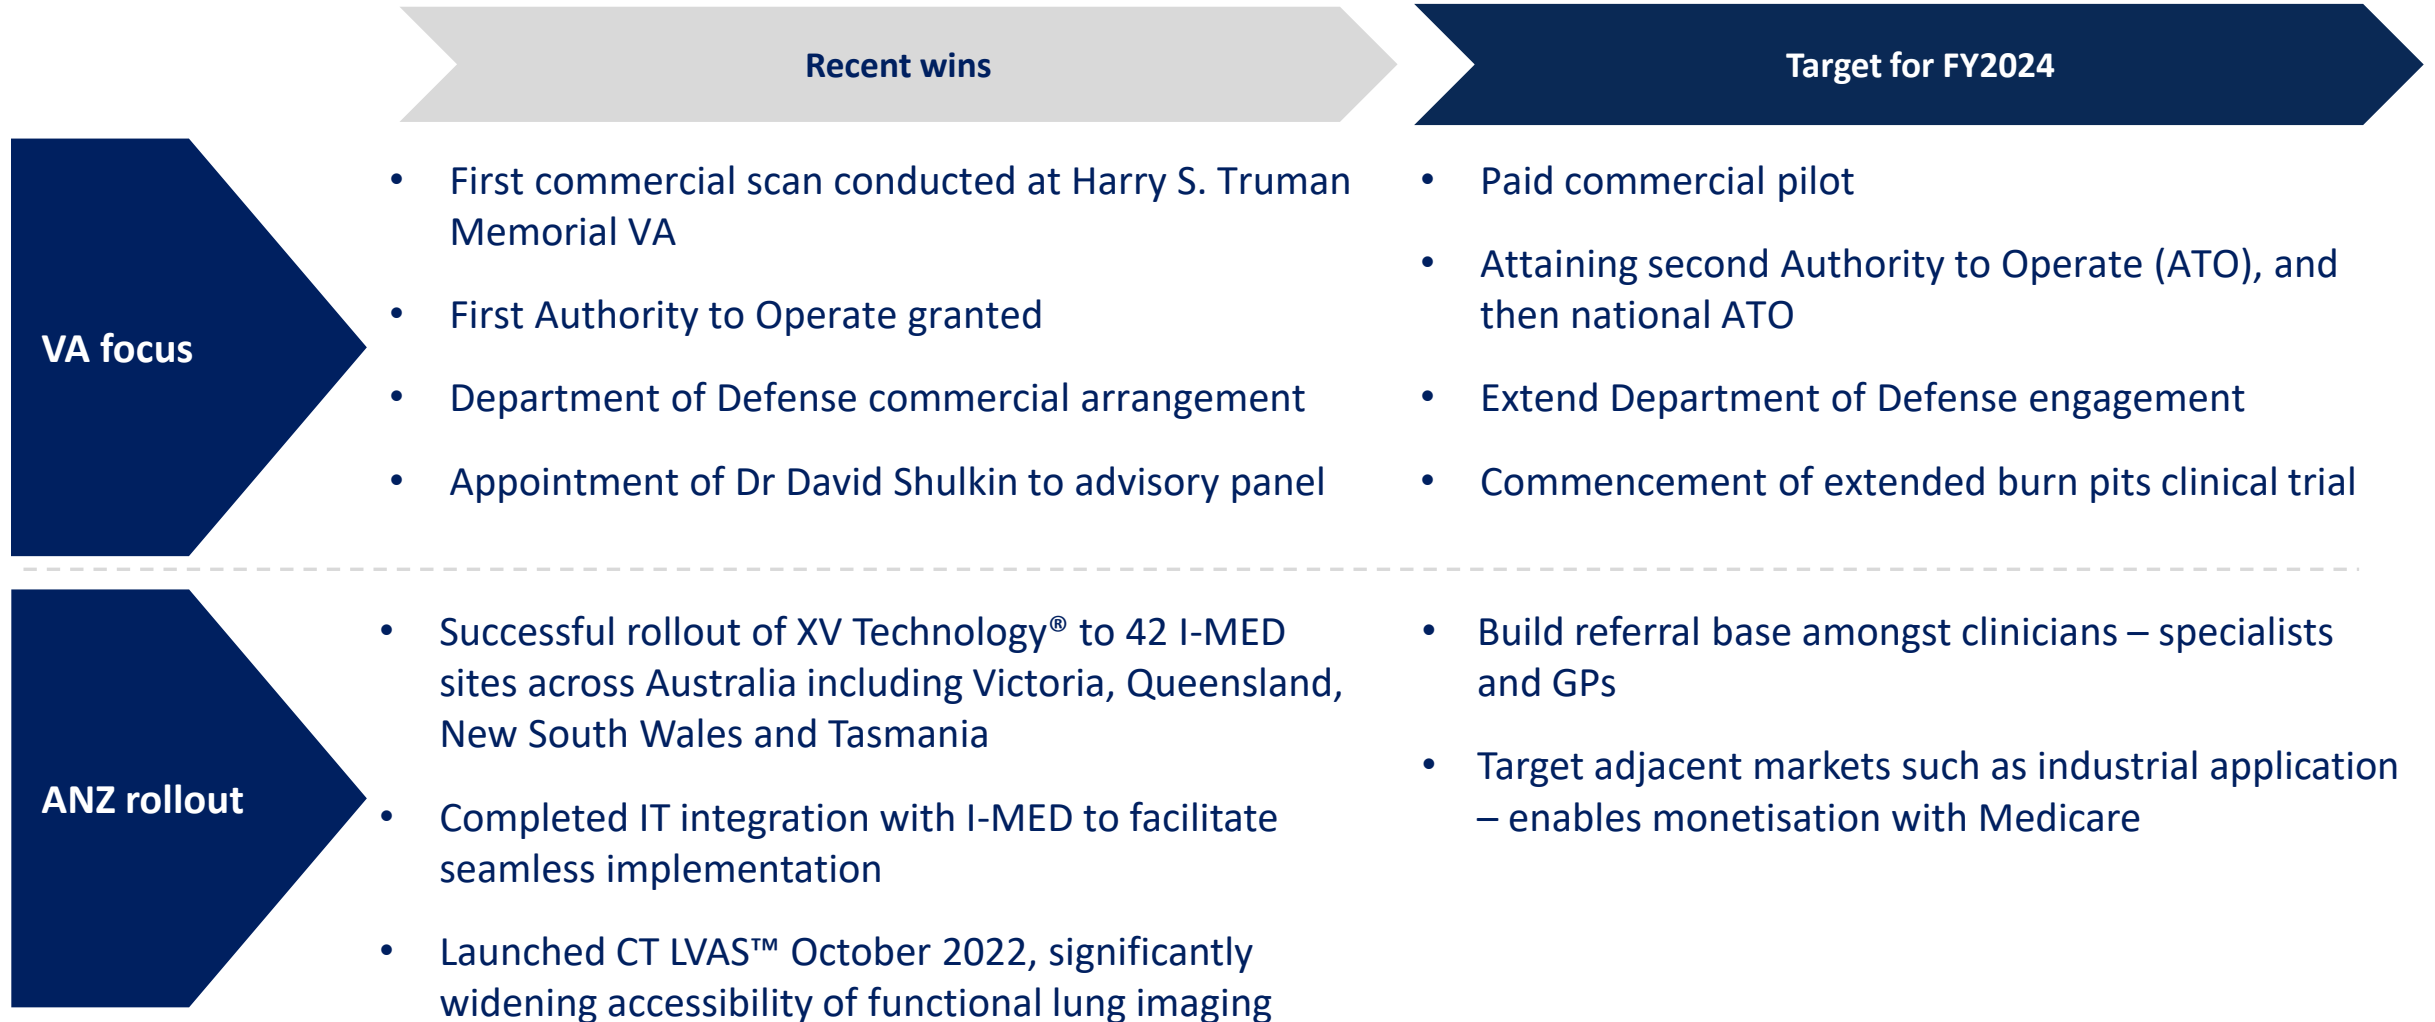 Recent wins
Target for FY2024
VA focus
• First commercial scan conducted at Harry S. Truman
Memorial VA
• First Authority to Operate granted
• Department of Defense commercial arrangement
• Appointment of Dr David Shulkin to advisory panel
• Paid commercial pilot
• Attaining second Authority to Operate (ATO), and
then national ATO
• Extend Department of Defense engagement
• Commencement of extended burn pits clinical trial
ANZ rollout
• Successful rollout of XV Technology® to 42 I-MED
sites across Australia including Victoria, Queensland,
New South Wales and Tasmania
• Completed IT integration with I-MED to facilitate
seamless implementation
• Launched CT LVAS™ October 2022, significantly
widening accessibility of functional lung imaging
• Build referral base amongst clinicians – specialists
and GPs
• Target adjacent markets such as industrial application
– enables monetisation with Medicare